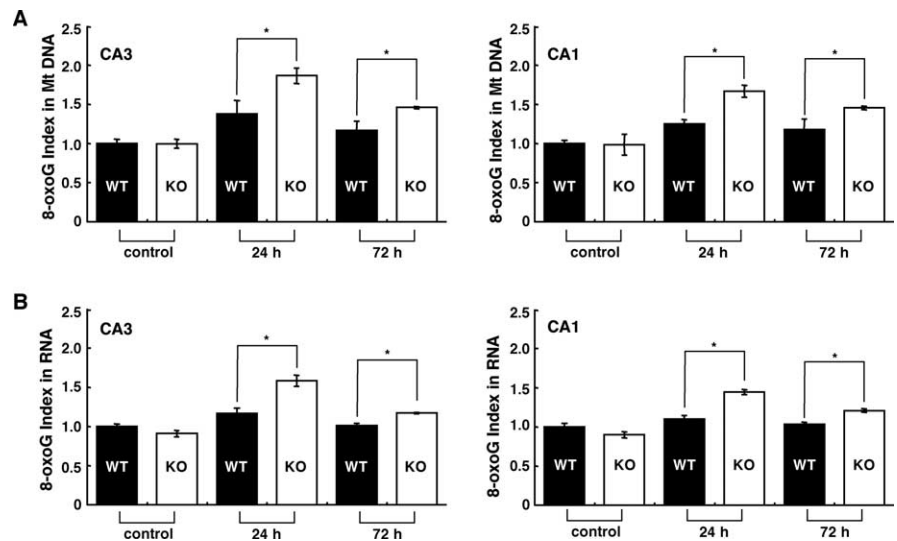 A
CA3
8-oxoG Index in Mt DNA
2.5
2.0
1.5
1.0
0.5
0
*
*
WT KO WT KO WT KO
control 24 h 72 h
CA1
8-oxoG Index in Mt DNA
2.5
2.0
1.5
1.0
0.5
0
*
*
WT KO WT KO WT KO
control 24 h 72 h
B
CA3
8-oxoG Index in RNA
2.5
2.0
1.5
1.0
0.5
0
*
*
WT KO WT KO WT KO
control 24 h 72 h
CA1
8-oxoG Index in RNA
2.5
2.0
1.5
1.0
0.5
0
*
*
WT KO WT KO WT KO
control 24 h 72 h